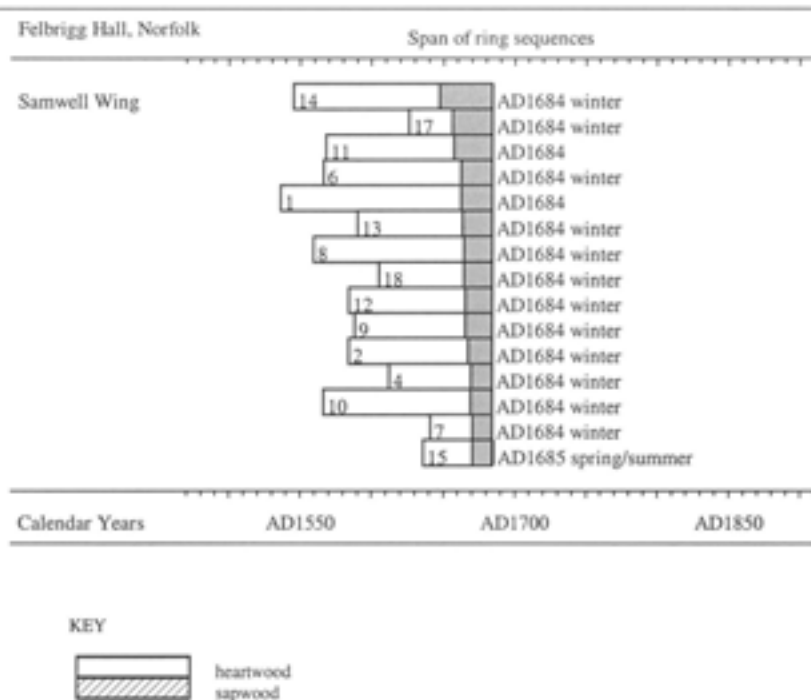 Felbrigg Hall, Norfolk
Span of ring sequences
Samwell Wing
14 AD1684 winter
17 AD1684 winter
11 AD1684
6 AD1684 winter
1 AD1684
13 AD1684 winter
8 AD1684 winter
18 AD1684 winter
12 AD1684 winter
9 AD1684 winter
2 AD1684 winter
4 AD1684 winter
10 AD1684 winter
7 AD1684 winter
15 AD1685 spring/summer
Calendar Years AD1550 AD1700 AD1850
KEY
heartwood
sapwood